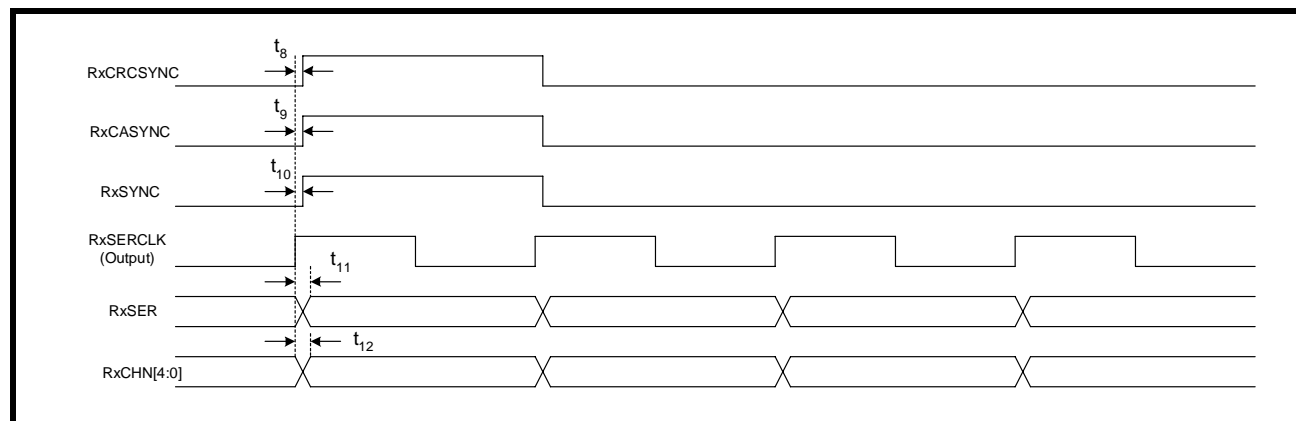 t8
RxCRCSYNC
t9
RxCASYNC
t10
RxSYNC
RxSERCLK
(Output)
t11
RxSER
t12
RxCHN[4:0]